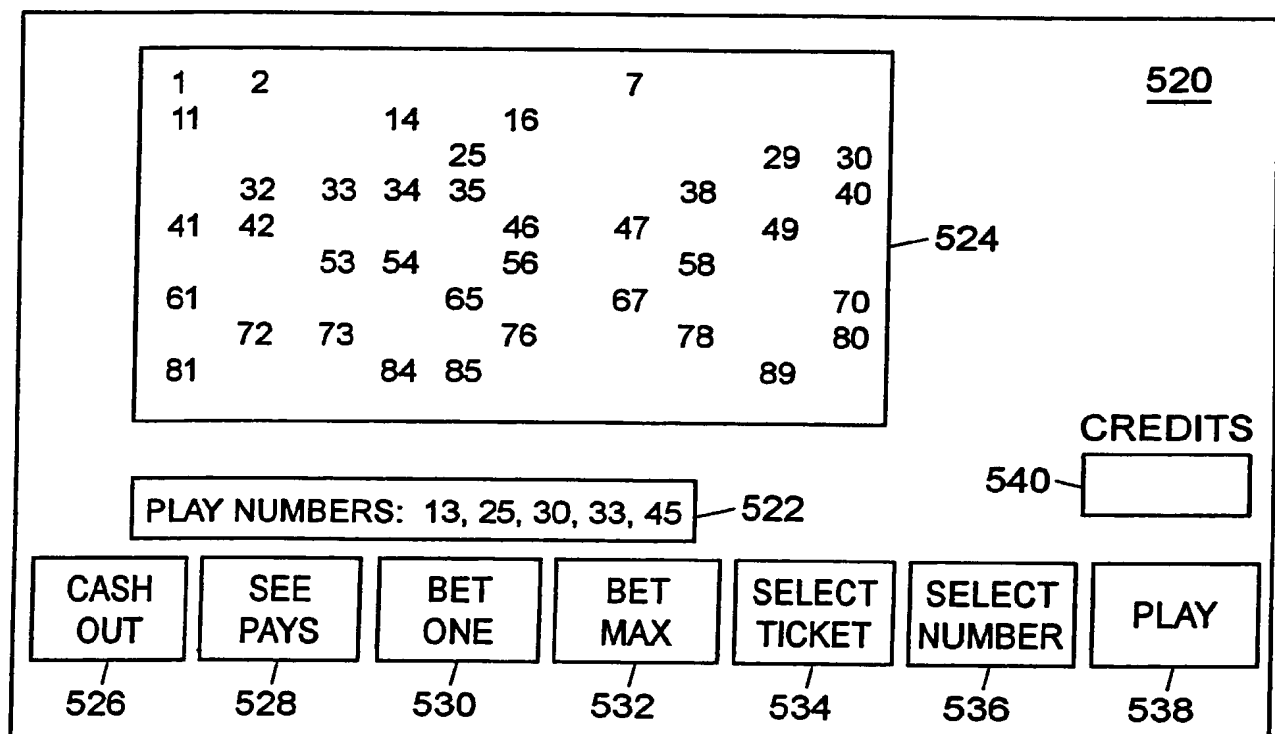 1 2 7 520
11 14 16
25 29 30
32 33 34 35 38 40
41 42 46 47 49 524
53 54 56 58
61 65 67 70
72 73 76 78 80
81 84 85 89
CREDITS
540
PLAY NUMBERS: 13, 25, 30, 33, 45 522
CASH OUT
SEE PAYS
BET ONE
BET MAX
SELECT TICKET
SELECT NUMBER
PLAY
526 528 530 532 534 536 538